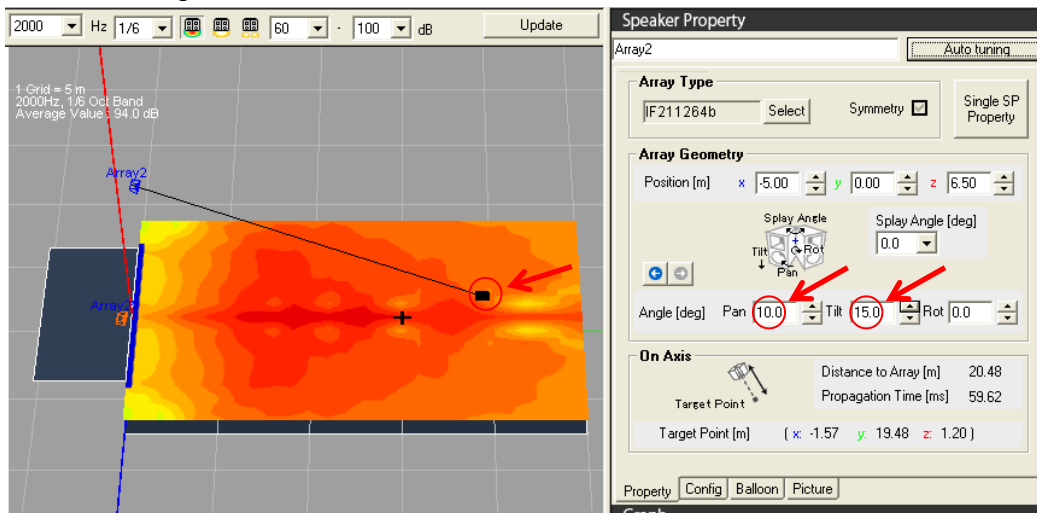 2000 Hz 1/6 60 - 100 dB Update
1 Grid = 5 m
2000Hz, 1/6 Oct Band
Average Value : 94.0 dB
Array2
Array2
Speaker Property
Array2 Auto tuning
Array Type
IF211264b Select Symmetry Single SP
Property
Array Geometry
Position [m] x -5.00 y 0.00 z 6.50
Splay Angle Splay Angle [deg]
0.0
Tilt Rot
Pan
Angle [deg] Pan 10.0 Tilt 15.0 Rot 0.0
On Axis
Distance to Array [m] 20.48
Propagation Time [ms] 59.62
Target Point
Target Point [m] ( x: -1.57 y: 19.48 z: 1.20 )
Property Config Balloon Picture
Graph